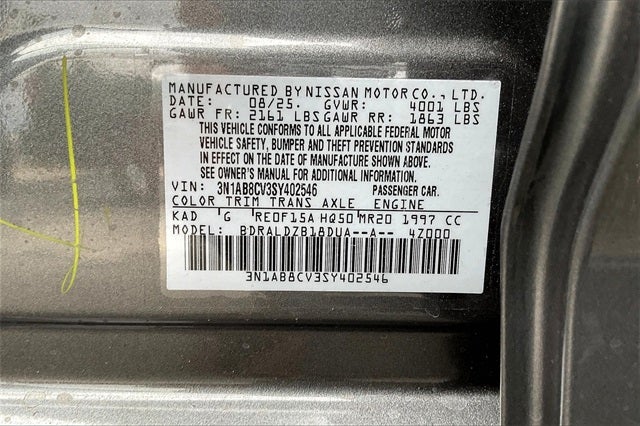 MANUFACTURED BY NISSAN MOTOR CO., LTD.
DATE: 08/25. GVWR: 4001 LBS
GAWR FR: 2161 LBS GAWR RR: 1863 LBS
THIS VEHICLE CONFORMS TO ALL APPLICABLE FEDERAL MOTOR
VEHICLE SAFETY, BUMPER AND THEFT PREVENTION STANDARDS
IN EFFECT ON THE DATE OF MANUFACTURE SHOWN ABOVE.
SEE OWNER'S MANUAL FOR ADDITIONAL INFORMATION.
VIN: 3N1AB8CV3SY402546 PASSENGER CAR.
COLOR TRIM TRANS AXLE ENGINE
KAD G RE0F15A HQ50 MR20 1997 CC
MODEL: BDRALDZB18DUA--A-- 47000
3N1AB8CV3SY402546